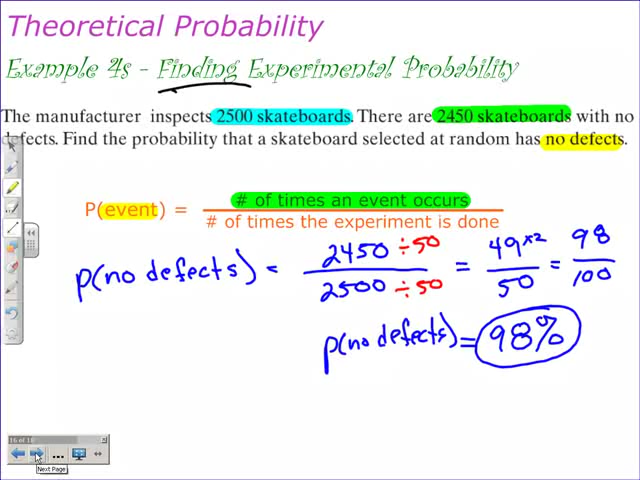 Theoretical Probability
Example 4s - Finding Experimental Probability
The manufacturer inspects 2500 skateboards. There are 2450 skateboards with no
defects. Find the probability that a skateboard selected at random has no defects.
P(event) = # of times an event occurs
# of times the experiment is done
p(no defects) = 2450 ÷50 / 2500 ÷50 = 49 ×2 / 50 = 98 / 100
p(no defects) = 98%
16 of 18
Next Page